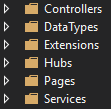 Controllers
DataTypes
Extensions
Hubs
Pages
Services